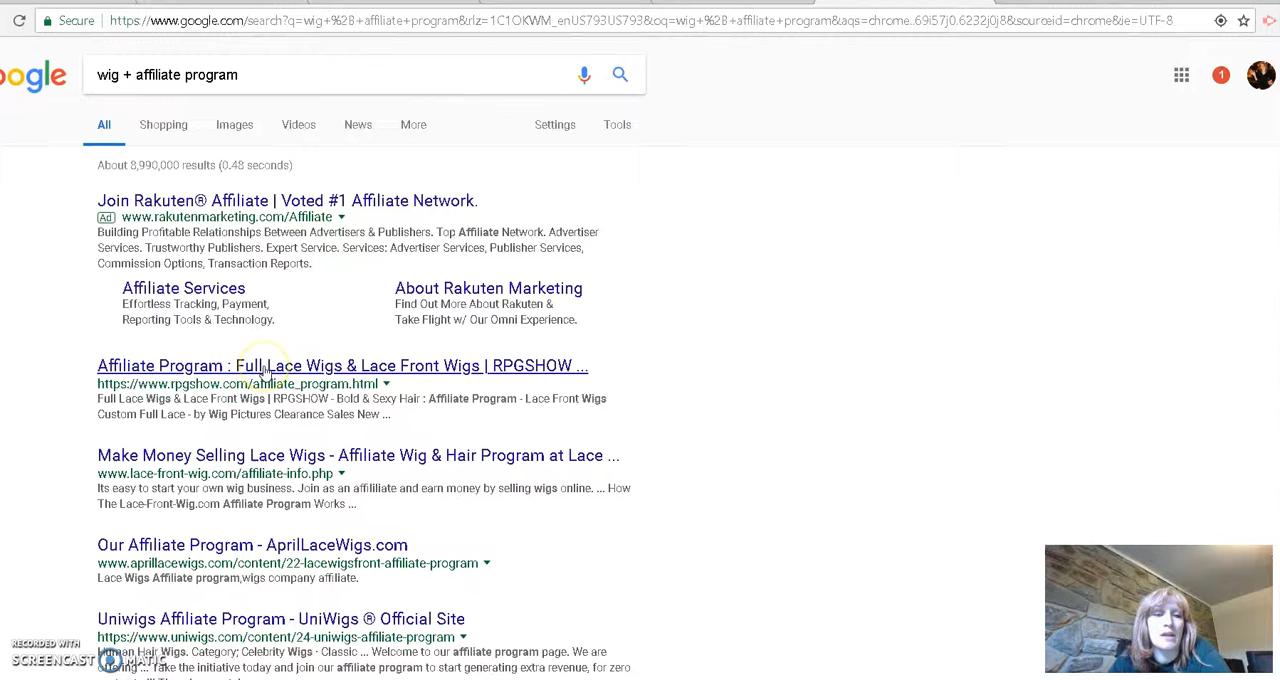 Secure https://www.google.com/search?q=wig+%2B+affiliate+program&rlz=1C1OKWM_enUS793US793&oq=wig+%2B+affiliate+program&aqs=chrome..69i57j0.6232j0j8&sourceid=chrome&ie=UTF-8
oogle
wig + affiliate program
1
All Shopping Images Videos News More Settings Tools
About 8,990,000 results (0.48 seconds)
Join Rakuten® Affiliate | Voted #1 Affiliate Network.
Ad www.rakutenmarketing.com/Affiliate
Building Profitable Relationships Between Advertisers & Publishers. Top Affiliate Network. Advertiser
Services. Trustworthy Publishers. Expert Service. Services: Advertiser Services, Publisher Services,
Commission Options, Transaction Reports.
Affiliate Services
Effortless Tracking, Payment,
Reporting Tools & Technology.
About Rakuten Marketing
Find Out More About Rakuten &
Take Flight w/ Our Omni Experience.
Affiliate Program : Full Lace Wigs & Lace Front Wigs | RPGSHOW ...
https://www.rpgshow.com/affiliate_program.html
Full Lace Wigs & Lace Front Wigs | RPGSHOW - Bold & Sexy Hair : Affiliate Program - Lace Front Wigs
Custom Full Lace - by Wig Pictures Clearance Sales New ...
Make Money Selling Lace Wigs - Affiliate Wig & Hair Program at Lace ...
www.lace-front-wig.com/affiliate-info.php
Its easy to start your own wig business. Join as an affililiate and earn money by selling wigs online. ... How
The Lace-Front-Wig.com Affiliate Program Works ...
Our Affiliate Program - AprilLaceWigs.com
www.aprillacewigs.com/content/22-lacewigsfront-affiliate-program
Lace Wigs Affiliate program,wigs company affiliate.
Uniwigs Affiliate Program - UniWigs ® Official Site
https://www.uniwigs.com/content/24-uniwigs-affiliate-program
Human Hair Wigs. Category; Celebrity Wigs · Classic ... Welcome to our affiliate program page. We are
offering ... Take the initiative today and join our affiliate program to start generating extra revenue, for zero
RECORDED WITH
SCREENCAST MATIC